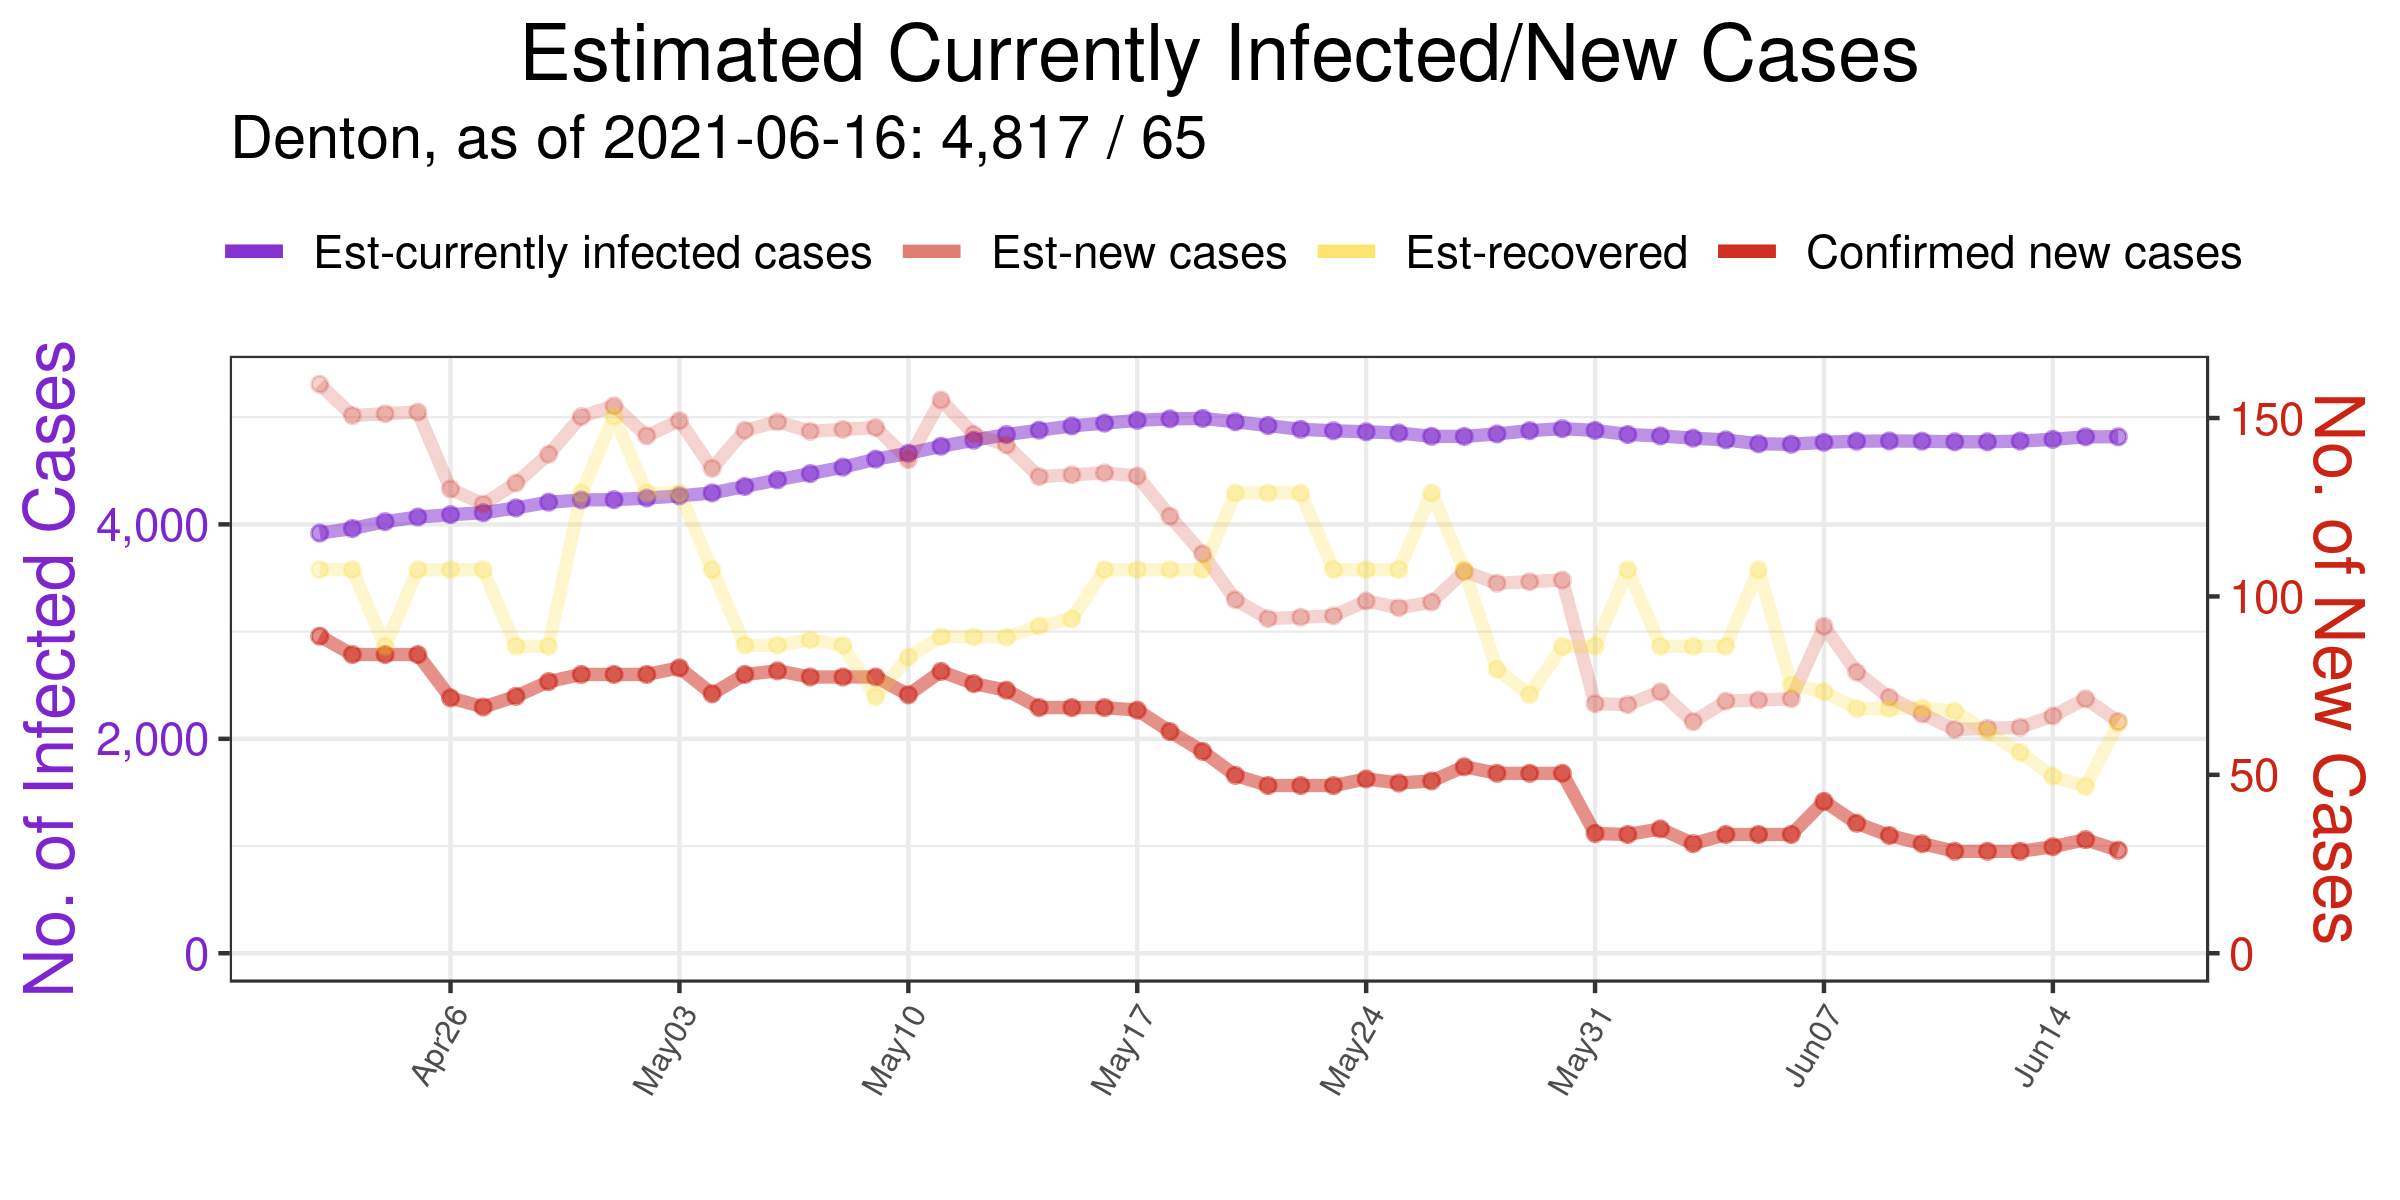 Estimated Currently Infected/New Cases
Denton, as of 2021-06-16: 4,817 / 65
Est-currently infected cases Est-new cases Est-recovered Confirmed new cases
No. of Infected Cases
4,000
2,000
0
150
100
50
0
No. of New Cases
Apr26 May03 May10 May17 May24 May31 Jun07 Jun14